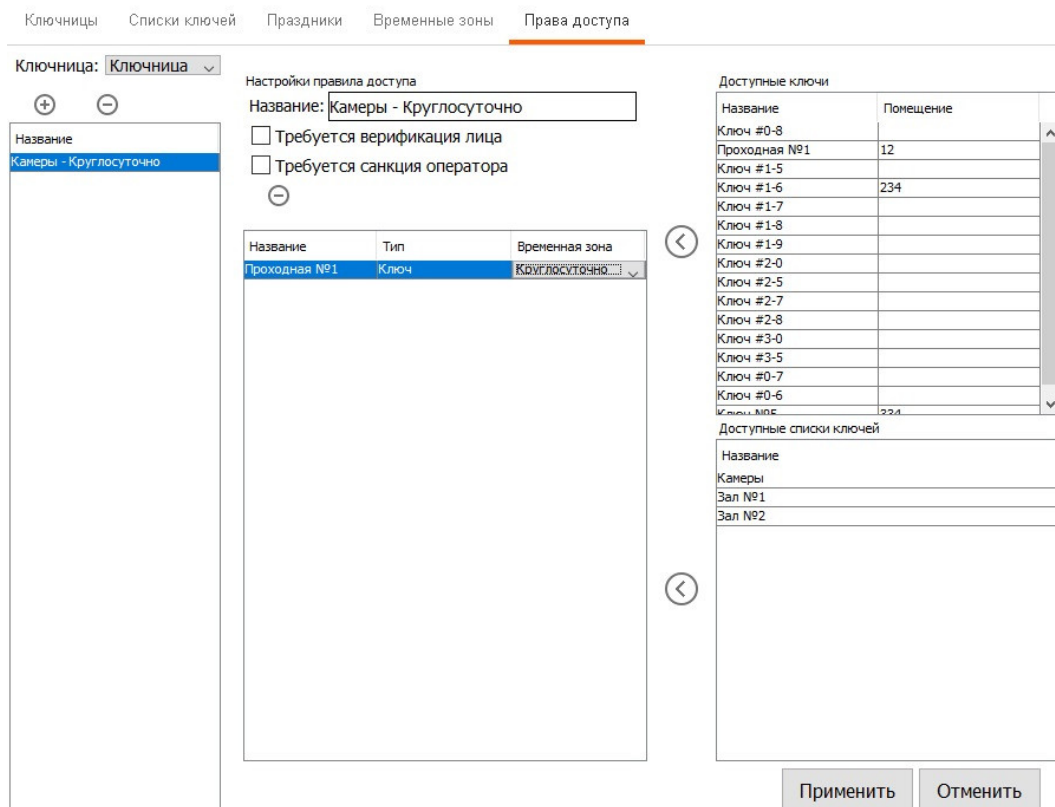 Ключницы Списки ключей Праздники Временные зоны Права доступа
Ключница: Ключница
Название
Камеры - Круглосуточно
Настройки правила доступа
Название: Камеры - Круглосуточно
Требуется верификация лица
Требуется санкция оператора
Название Тип Временная зона
Проходная №1 Ключ Круглосуточно
Доступные ключи
Название Помещение
Ключ #0-8
Проходная №1 12
Ключ #1-5
Ключ #1-6 234
Ключ #1-7
Ключ #1-8
Ключ #1-9
Ключ #2-0
Ключ #2-5
Ключ #2-7
Ключ #2-8
Ключ #3-0
Ключ #3-5
Ключ #0-7
Ключ #0-6
Ключ №5 334
Доступные списки ключей
Название
Камеры
Зал №1
Зал №2
Применить Отменить